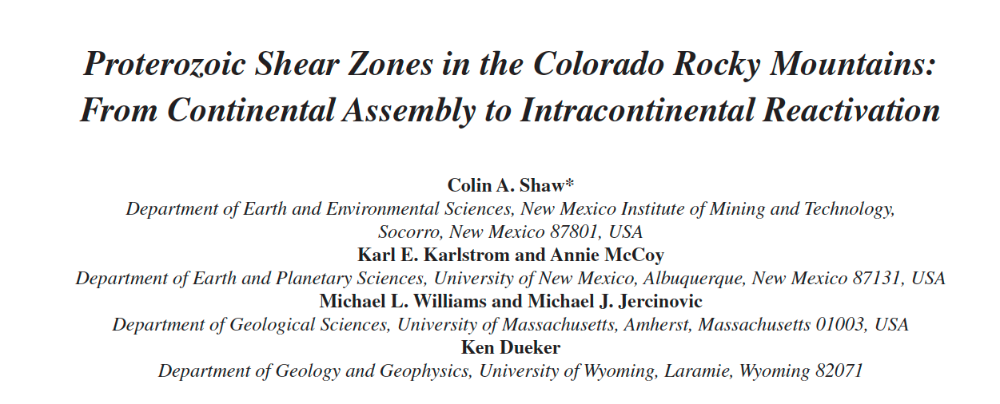 Proterozoic Shear Zones in the Colorado Rocky Mountains:
From Continental Assembly to Intracontinental Reactivation
Colin A. Shaw*
Department of Earth and Environmental Sciences, New Mexico Institute of Mining and Technology,
Socorro, New Mexico 87801, USA
Karl E. Karlstrom and Annie McCoy
Department of Earth and Planetary Sciences, University of New Mexico, Albuquerque, New Mexico 87131, USA
Michael L. Williams and Michael J. Jercinovic
Department of Geological Sciences, University of Massachusetts, Amherst, Massachusetts 01003, USA
Ken Dueker
Department of Geology and Geophysics, University of Wyoming, Laramie, Wyoming 82071